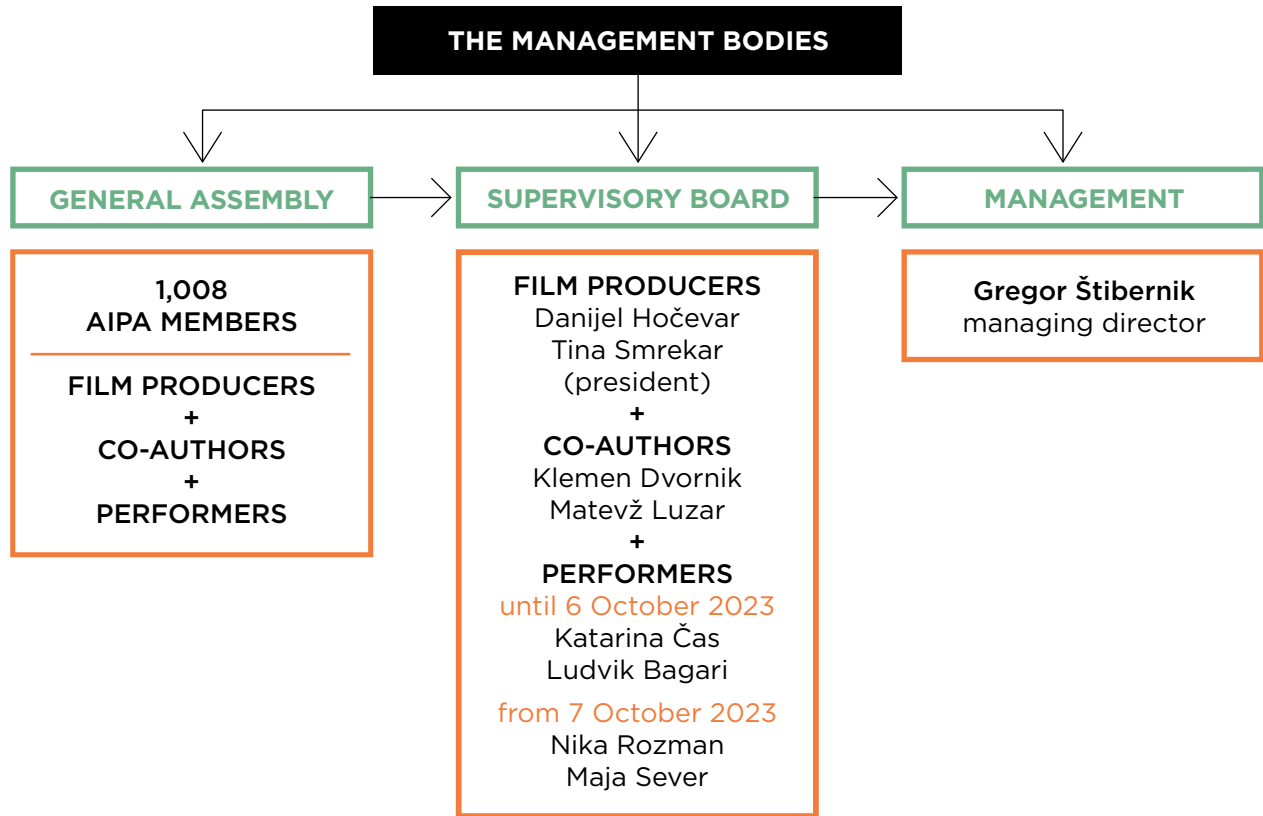 THE MANAGEMENT BODIES
GENERAL ASSEMBLY
1,008
AIPA MEMBERS
FILM PRODUCERS
+
CO-AUTHORS
+
PERFORMERS
SUPERVISORY BOARD
FILM PRODUCERS
Danijel Hočevar
Tina Smrekar
(president)
+
CO-AUTHORS
Klemen Dvornik
Matevž Luzar
+
PERFORMERS
until 6 October 2023
Katarina Čas
Ludvik Bagari
from 7 October 2023
Nika Rozman
Maja Sever
MANAGEMENT
Gregor Štibernik
managing director